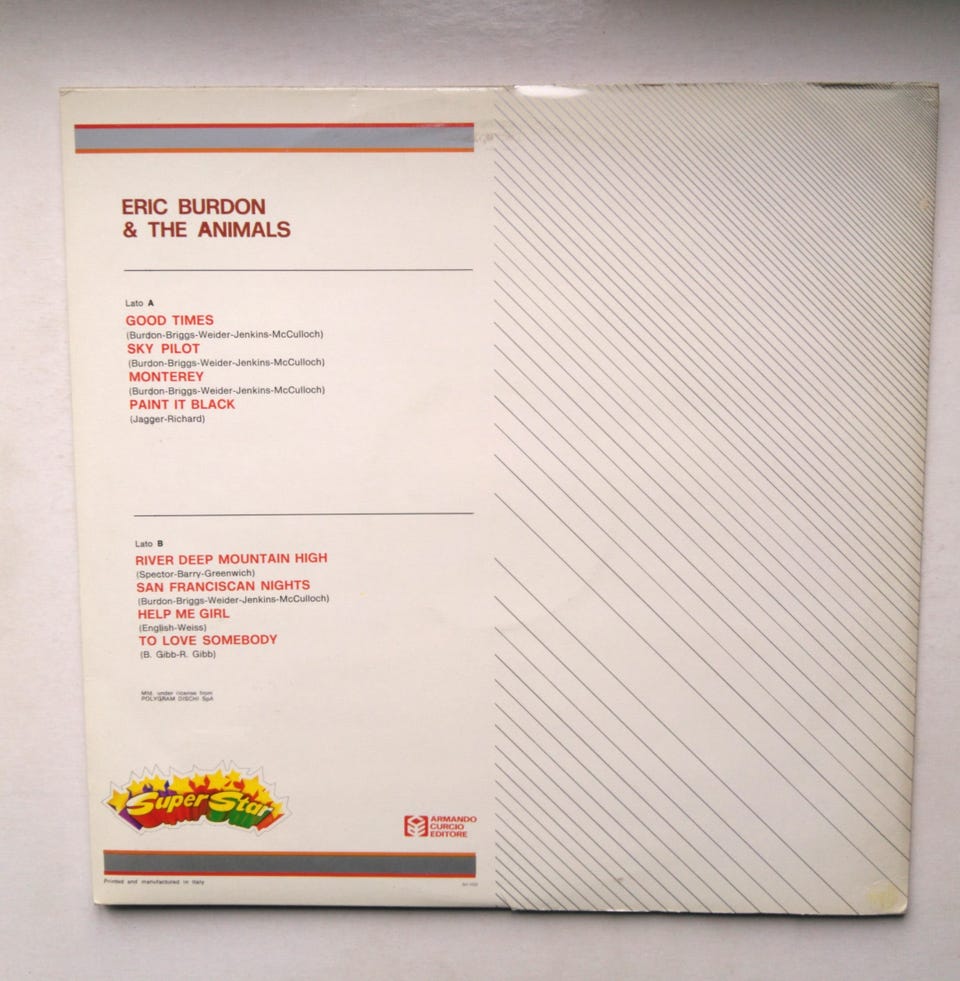 ERIC BURDON
& THE ANIMALS
Lato A
GOOD TIMES
(Burdon-Briggs-Weider-Jenkins-McCulloch)
SKY PILOT
(Burdon-Briggs-Weider-Jenkins-McCulloch)
MONTEREY
(Burdon-Briggs-Weider-Jenkins-McCulloch)
PAINT IT BLACK
(Jagger-Richard)
Lato B
RIVER DEEP MOUNTAIN HIGH
(Spector-Barry-Greenwich)
SAN FRANCISCAN NIGHTS
(Burdon-Briggs-Weider-Jenkins-McCulloch)
HELP ME GIRL
(English-Weiss)
TO LOVE SOMEBODY
(B. Gibb-R. Gibb)
Mfd. under license from
POLYGRAM DISCHI SpA
Super Star
ARMANDO
CURCIO
EDITORE
Printed and manufactured in Italy